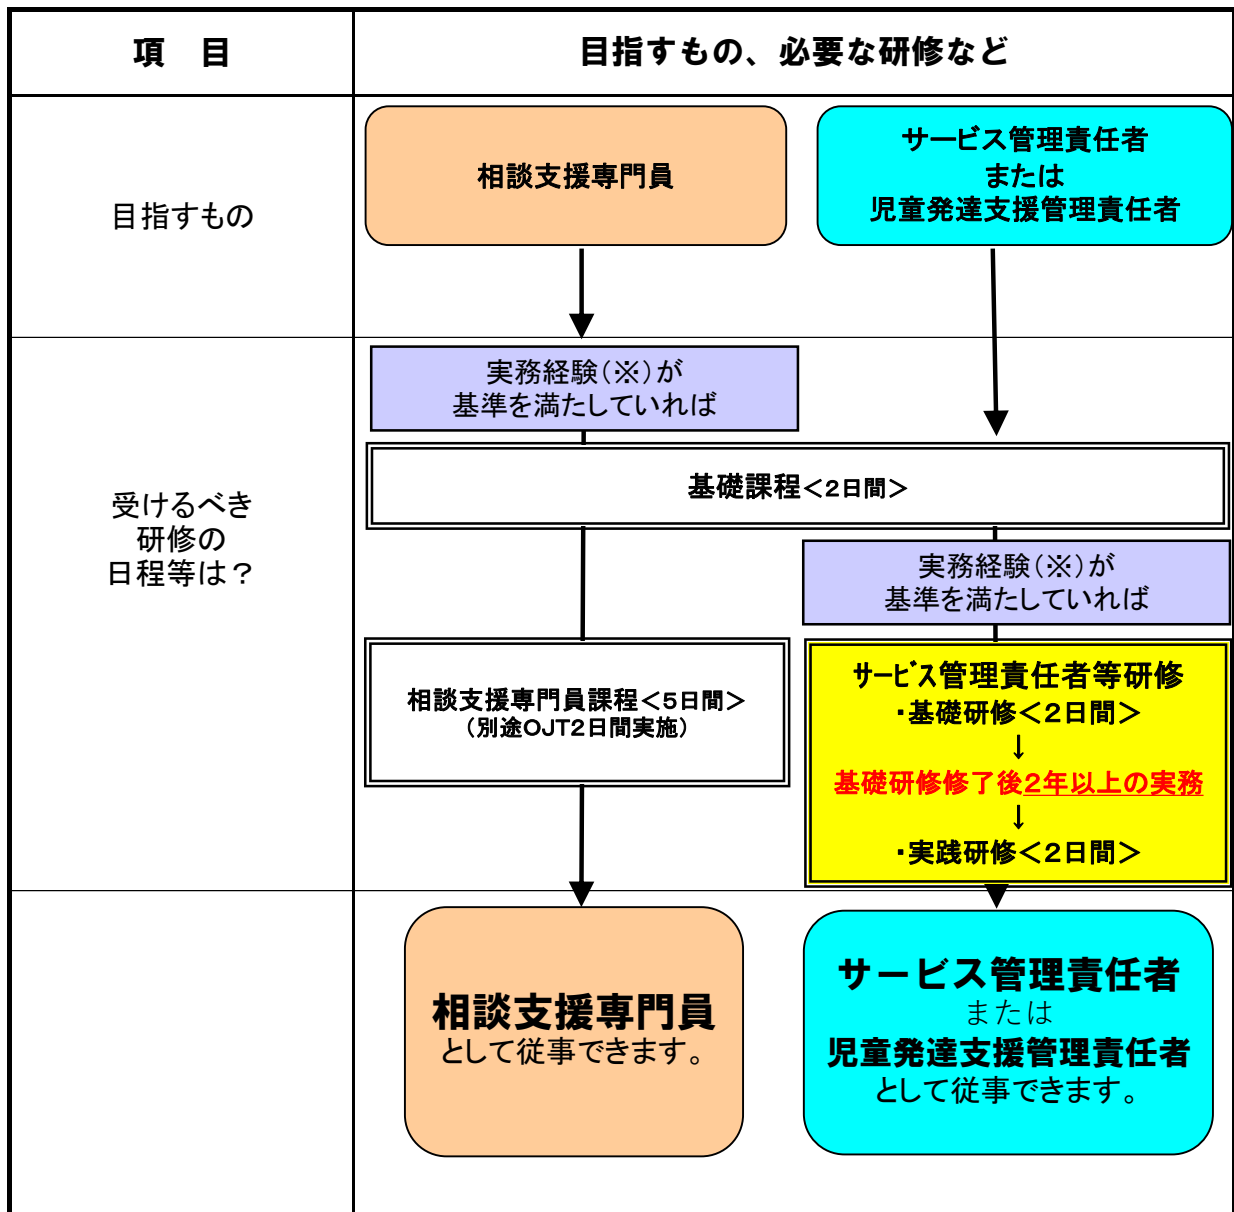 項　目
目指すもの、必要な研修など
目指すもの
相談支援専門員
サービス管理責任者
または
児童発達支援管理責任者
受けるべき
研修の
日程等は？
実務経験（※）が
基準を満たしていれば
基礎課程＜2日間＞
実務経験（※）が
基準を満たしていれば
相談支援専門員課程＜5日間＞
（別途OJT2日間実施）
ｻｰﾋﾞｽ管理責任者等研修
・基礎研修＜2日間＞
↓
基礎研修修了後2年以上の実務
↓
・実践研修＜2日間＞
相談支援専門員
として従事できます。
サービス管理責任者
または
児童発達支援管理責任者
として従事できます。